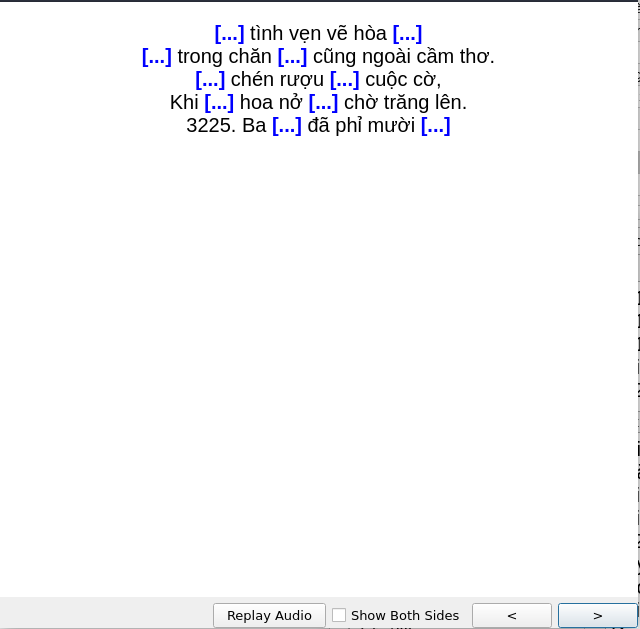 [...] tình vẹn vẽ hòa [...]
[...] trong chăn [...] cũng ngoài cầm thơ.
[...] chén rượu [...] cuộc cờ,
Khi [...] hoa nở [...] chờ trăng lên.
3225. Ba [...] đã phỉ mười [...]
Replay Audio Show Both Sides < >